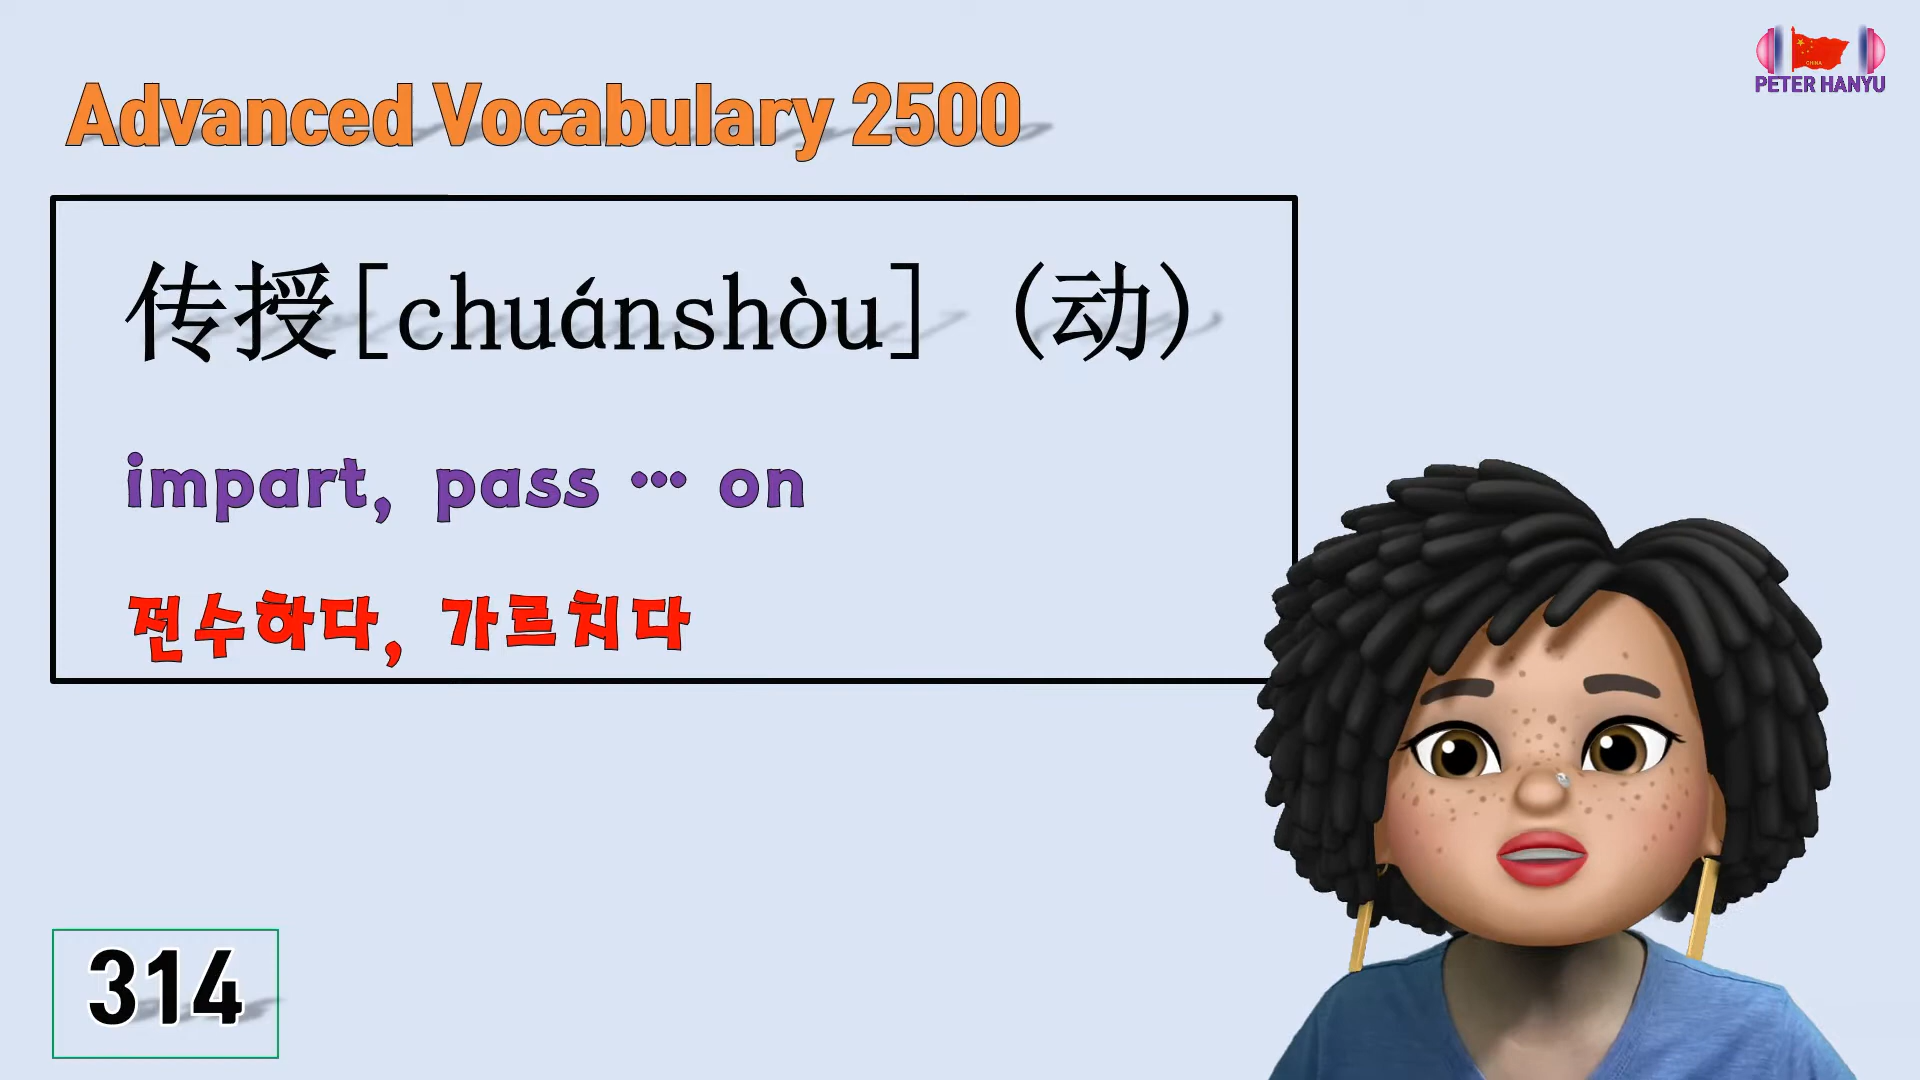 PETER HANYU
Advanced Vocabulary 2500
传授[chuánshòu] (动)
impart, pass … on
전수하다, 가르치다
314